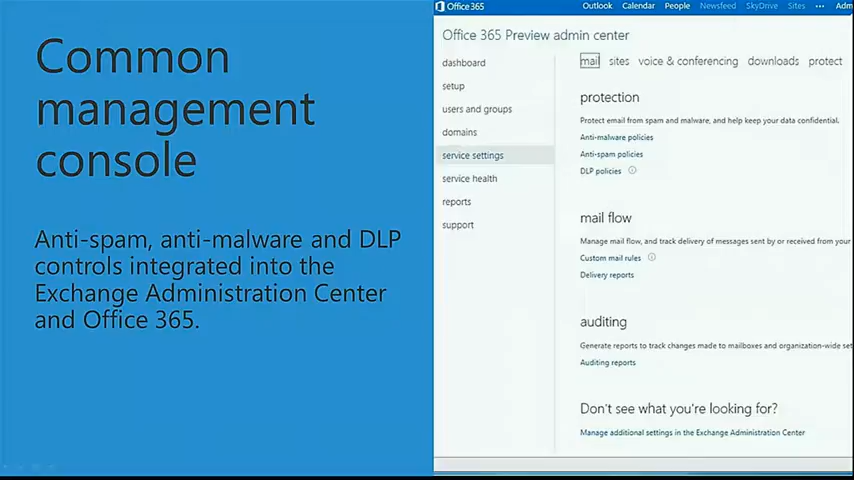 Common
management
console
Anti-spam, anti-malware and DLP
controls integrated into the
Exchange Administration Center
and Office 365.
Office 365
Outlook Calendar People Newsfeed SkyDrive Sites ... Adm
Office 365 Preview admin center
dashboard
setup
users and groups
domains
service settings
service health
reports
support
mail sites voice & conferencing downloads protect
protection
Protect email from spam and malware, and help keep your data confidential.
Anti-malware policies
Anti-spam policies
DLP policies
mail flow
Manage mail flow, and track delivery of messages sent by or received from your
Custom mail rules
Delivery reports
auditing
Generate reports to track changes made to mailboxes and organization-wide set
Auditing reports
Don't see what you're looking for?
Manage additional settings in the Exchange Administration Center